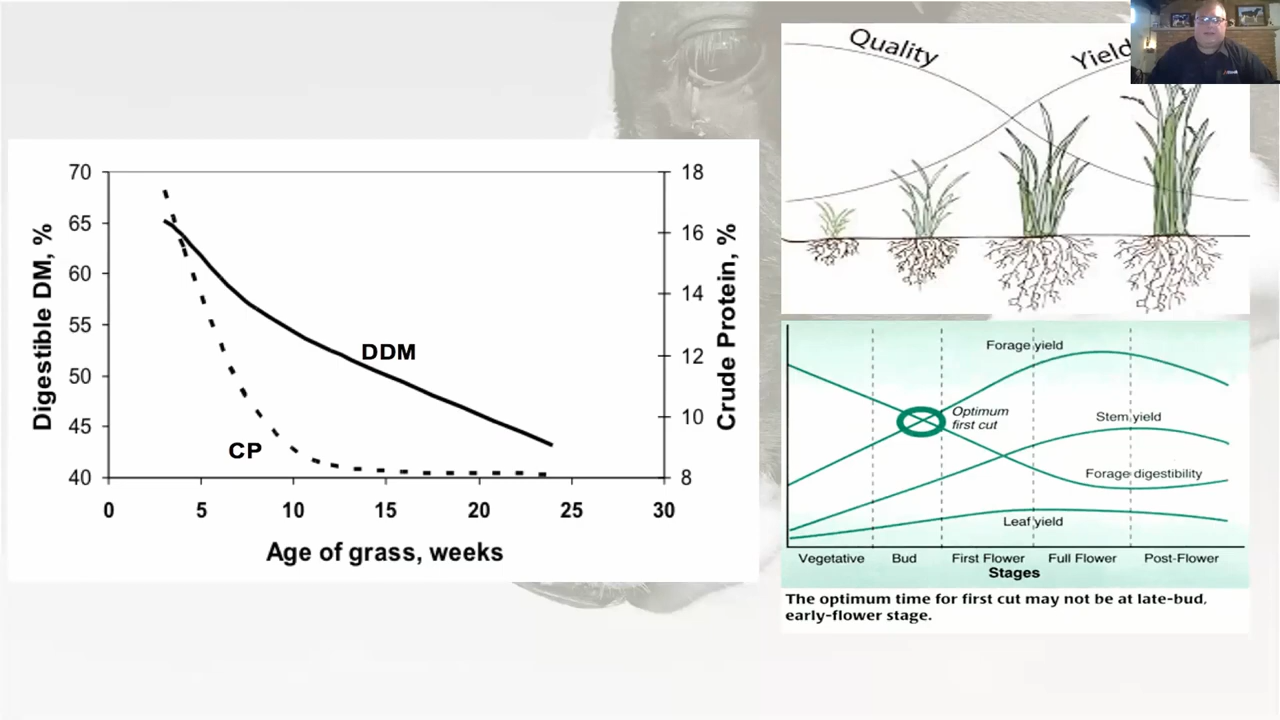 70
65
60
55
50
45
40
Digestible DM, %
18
16
14
12
10
8
Crude Protein, %
DDM
CP
0 5 10 15 20 25 30
Age of grass, weeks
Quality
Yield
Forage yield
Optimum
first cut
Stem yield
Forage digestibility
Leaf yield
Vegetative Bud First Flower Full Flower Post-Flower
Stages
The optimum time for first cut may not be at late-bud,
early-flower stage.